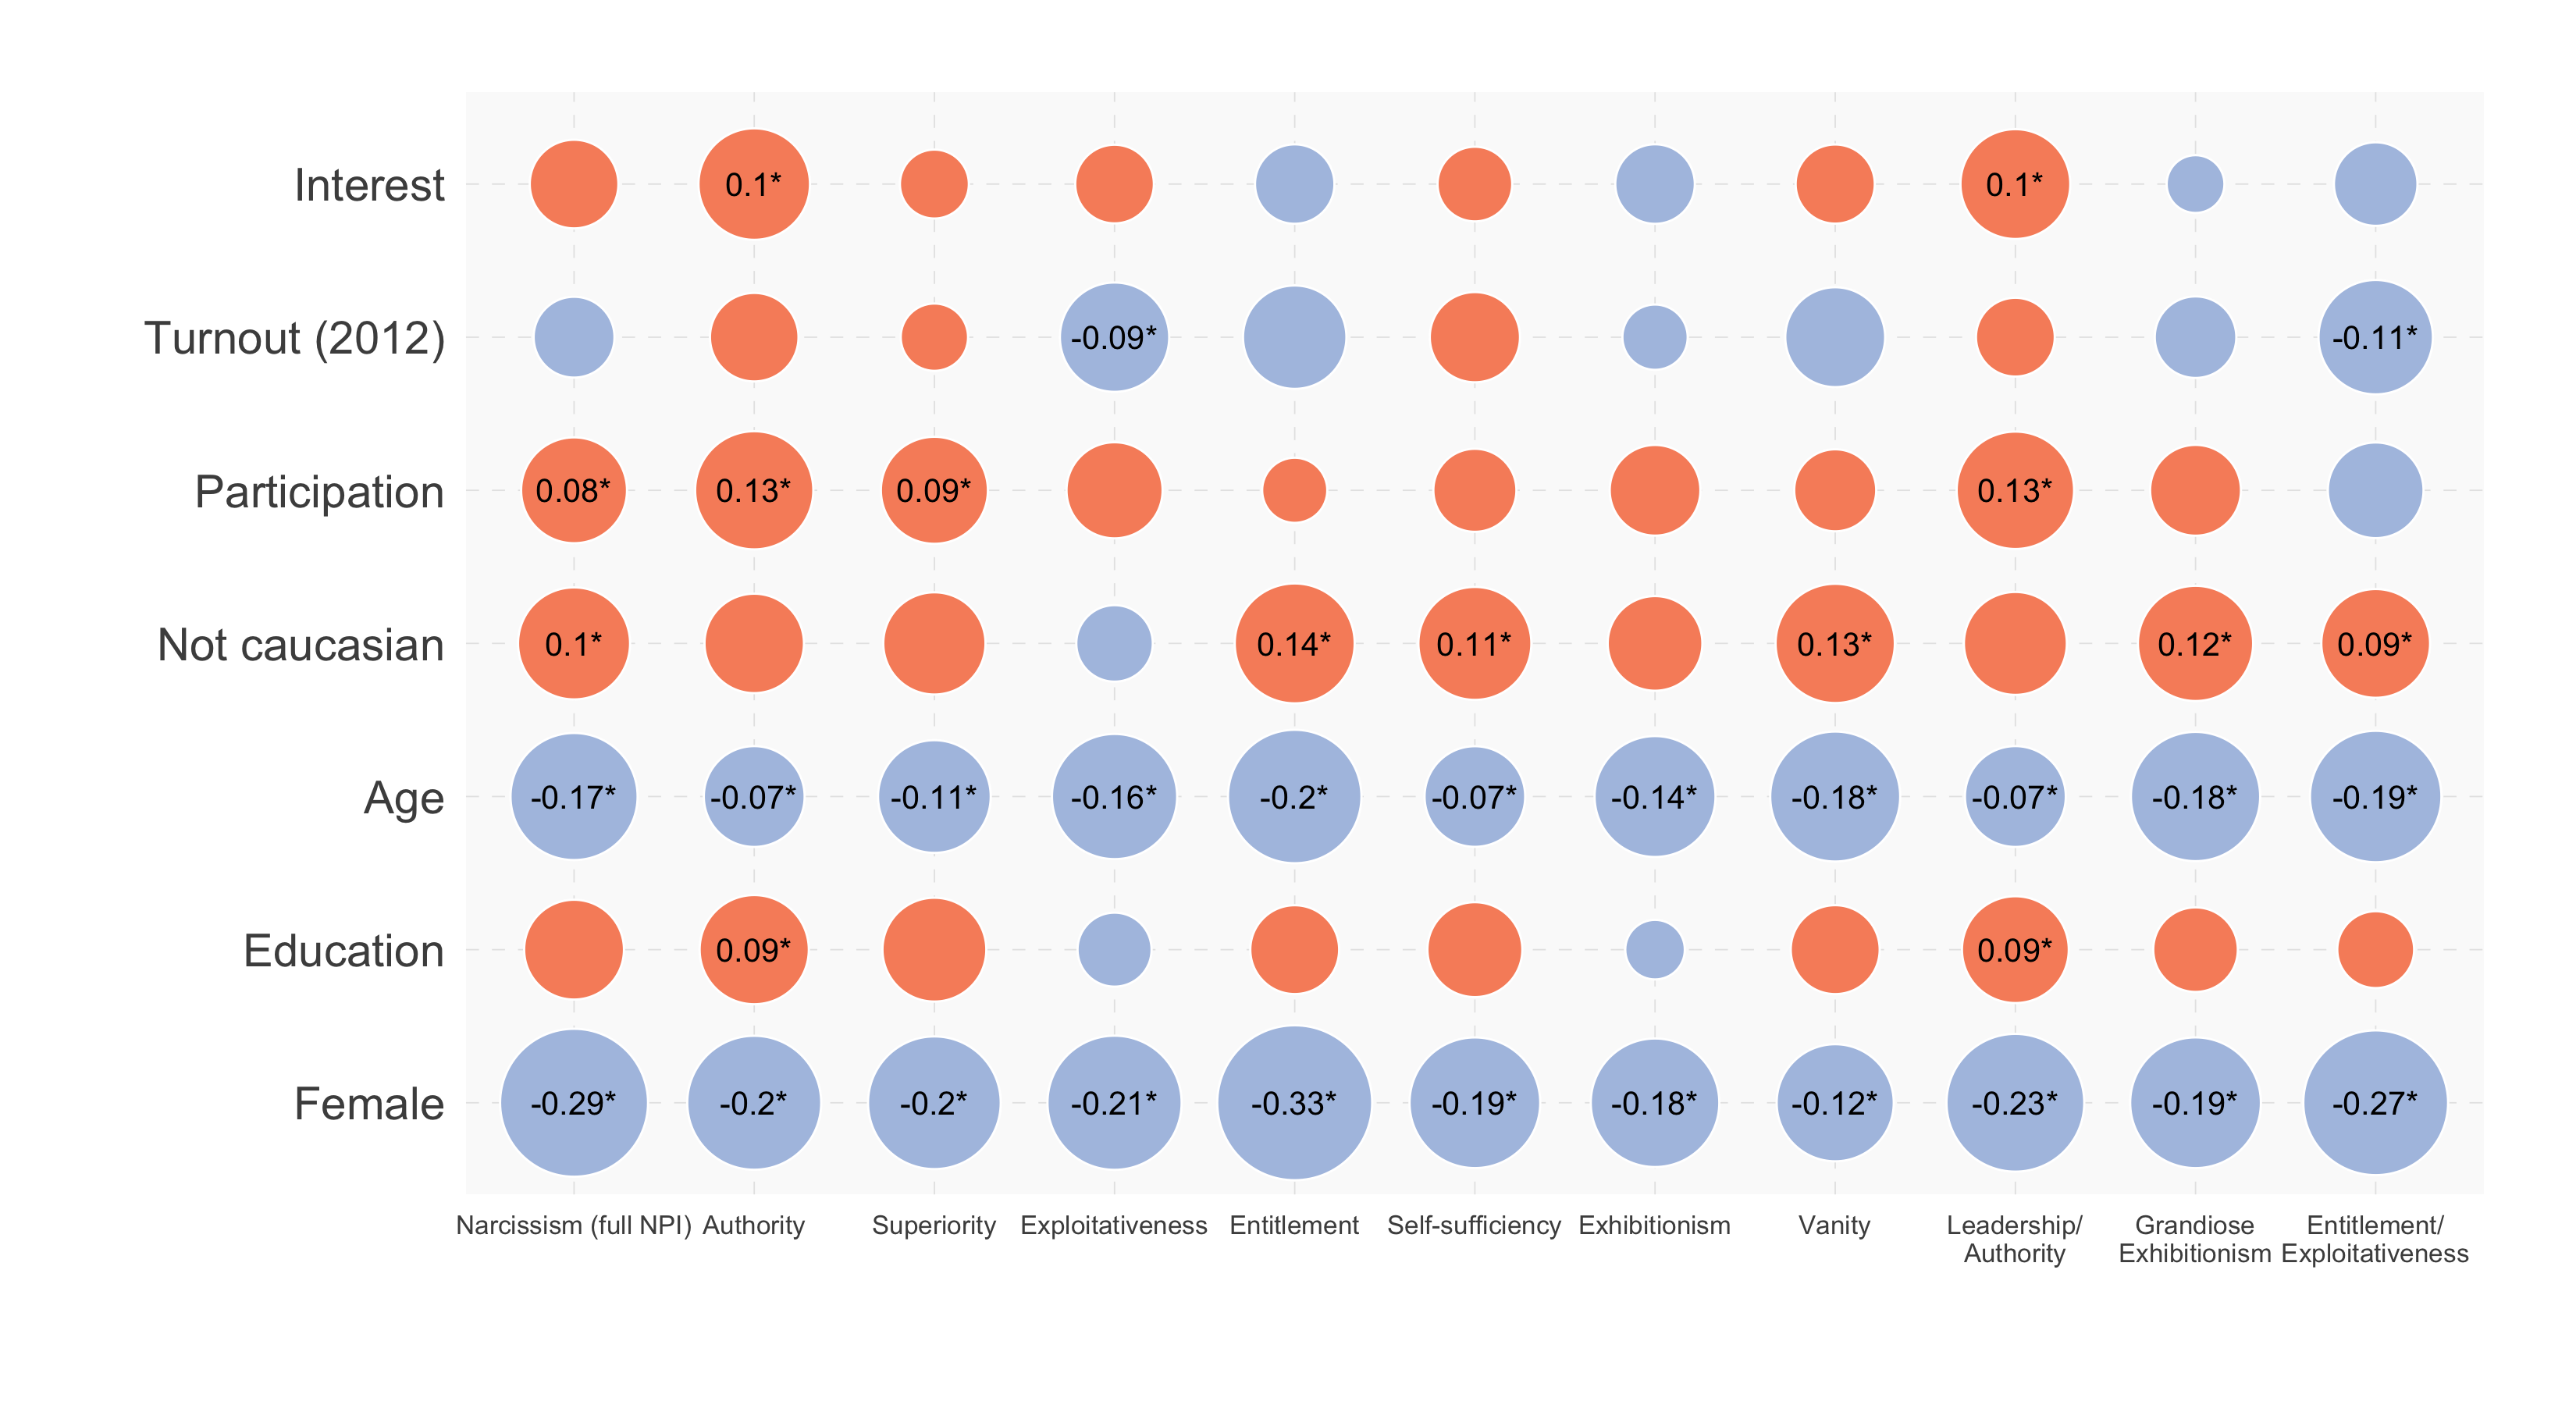 Interest 0.1* 0.1*
Turnout (2012) -0.09* -0.11*
Participation 0.08* 0.13* 0.09* 0.13*
Not caucasian 0.1* 0.14* 0.11* 0.13* 0.12* 0.09*
Age -0.17* -0.07* -0.11* -0.16* -0.2* -0.07* -0.14* -0.18* -0.07* -0.18* -0.19*
Education 0.09* 0.09*
Female -0.29* -0.2* -0.2* -0.21* -0.33* -0.19* -0.18* -0.12* -0.23* -0.19* -0.27*
Narcissism (full NPI) Authority Superiority Exploitativeness Entitlement Self-sufficiency Exhibitionism Vanity Leadership/ Grandiose Entitlement/
Authority Exhibitionism Exploitativeness